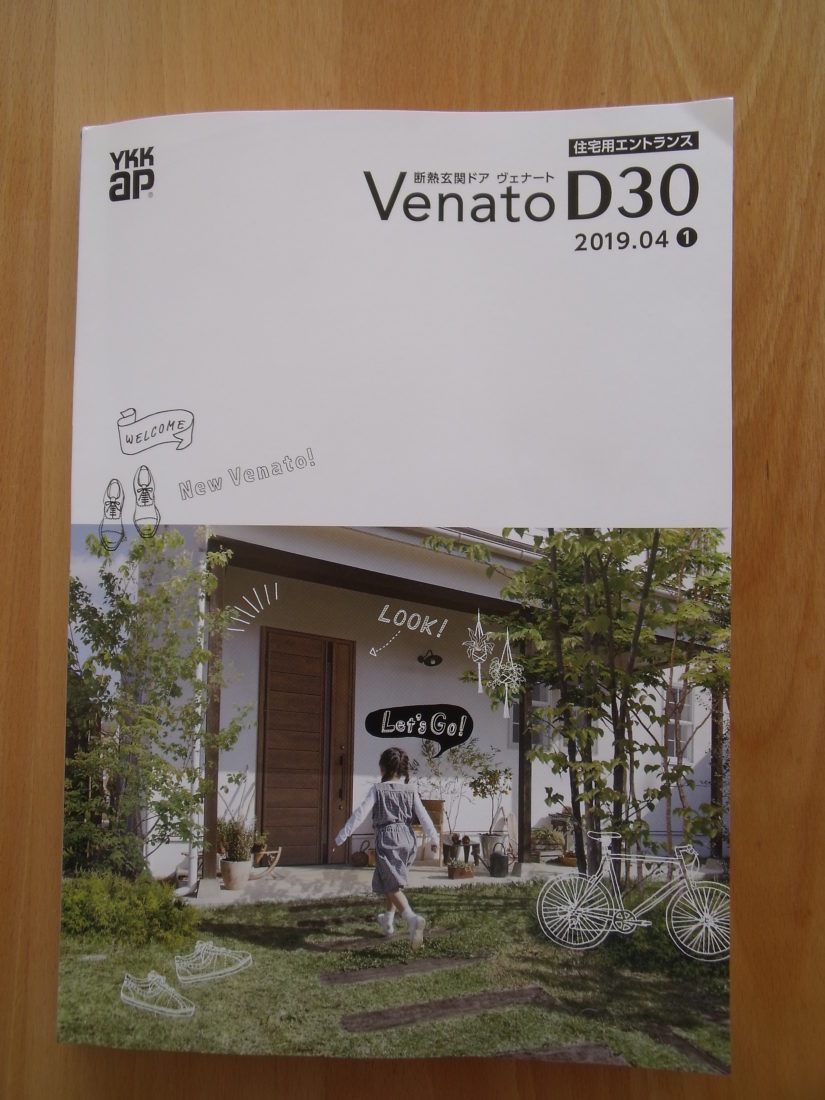 YKK
ap
住宅用エントランス
断熱玄関ドア ヴェナート
Venato D30
2019.04 ❶
WELCOME
New Venato!
LOOK!
Let's Go!